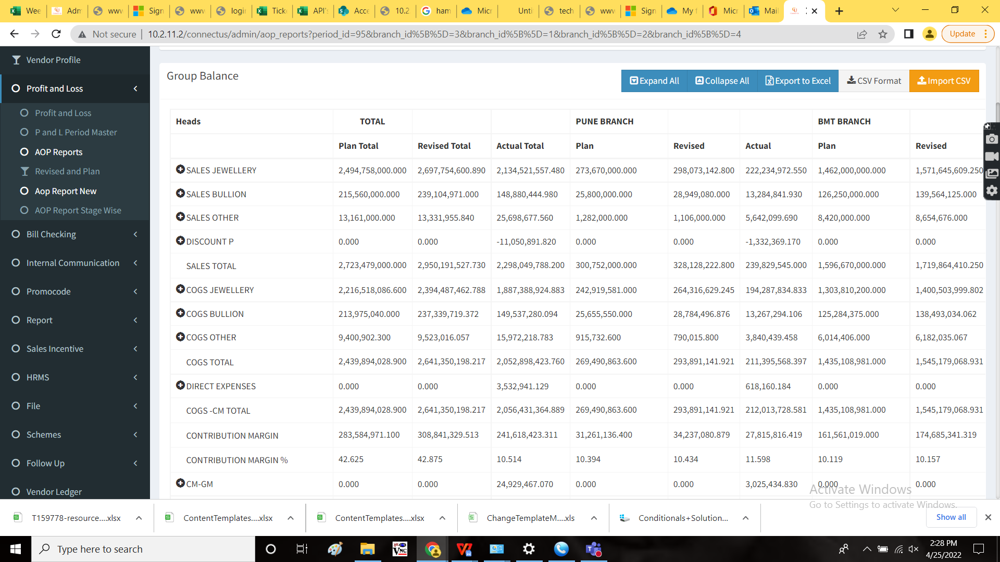 Wee Adm www Sign www login Ticke API's Acce 10.2 ham Micr Unti tech www Sign My f Micr Mail
Not secure | 10.2.11.2/connectus/admin/aop_reports?period_id=95&branch_id%5B%5D=3&branch_id%5B%5D=1&branch_id%5B%5D=2&branch_id%5B%5D=4 Update
Vendor Profile
Profit and Loss
Profit and Loss
P and L Period Master
AOP Reports
Revised and Plan
Aop Report New
AOP Report Stage Wise
Bill Checking
Internal Communication
Promocode
Report
Sales Incentive
HRMS
File
Schemes
Follow Up
Vendor Ledger
Group Balance Expand All Collapse All Export to Excel CSV Format Import CSV
Heads TOTAL PUNE BRANCH BMT BRANCH
Plan Total Revised Total Actual Total Plan Revised Actual Plan Revised
SALES JEWELLERY 2,494,758,000.000 2,697,754,600.890 2,134,521,557.480 273,670,000.000 298,073,142.800 222,234,972.550 1,462,000,000.000 1,571,645,609.250
SALES BULLION 215,560,000.000 239,104,971.000 148,880,444.980 25,800,000.000 28,949,080.000 13,284,841.930 126,250,000.000 139,564,125.000
SALES OTHER 13,161,000.000 13,331,955.840 25,698,677.560 1,282,000.000 1,106,000.000 5,642,099.690 8,420,000.000 8,654,676.000
DISCOUNT P 0.000 0.000 -11,050,891.820 0.000 0.000 -1,332,369.170 0.000 0.000
SALES TOTAL 2,723,479,000.000 2,950,191,527.730 2,298,049,788.200 300,752,000.000 328,128,222.800 239,829,545.000 1,596,670,000.000 1,719,864,410.250
COGS JEWELLERY 2,216,518,086.600 2,394,487,462.788 1,887,388,924.883 242,919,581.000 264,316,629.245 194,287,834.833 1,303,810,200.000 1,400,503,999.802
COGS BULLION 213,975,040.000 237,339,719.372 149,537,280.094 25,655,550.000 28,784,496.876 13,267,294.106 125,284,375.000 138,493,034.062
COGS OTHER 9,400,902.300 9,523,016.057 15,972,218.783 915,732.600 790,015.800 3,840,439.458 6,014,406.000 6,182,035.067
COGS TOTAL 2,439,894,028.900 2,641,350,198.217 2,052,898,423.760 269,490,863.600 293,891,141.921 211,395,568.397 1,435,108,981.000 1,545,179,068.931
DIRECT EXPENSES 0.000 0.000 3,532,941.129 0.000 0.000 618,160.184 0.000 0.000
COGS -CM TOTAL 2,439,894,028.900 2,641,350,198.217 2,056,431,364.889 269,490,863.600 293,891,141.921 212,013,728.581 1,435,108,981.000 1,545,179,068.931
CONTRIBUTION MARGIN 283,584,971.100 308,841,329.513 241,618,423.311 31,261,136.400 34,237,080.879 27,815,816.419 161,561,019.000 174,685,341.319
CONTRIBUTION MARGIN % 42.625 42.875 10.514 10.394 10.434 11.598 10.119 10.157
CM-GM 0.000 0.000 24,929,467.070 0.000 0.000 3,025,434.830 0.000 0.000
Activate Windows
Go to Settings to activate Windows.
T159778-resource....xlsx ContentTemplates....xlsx ContentTemplates....xlsx ChangeTemplateM....xls Conditionals+Solution... Show all
Type here to search 2:28 PM
4/25/2022